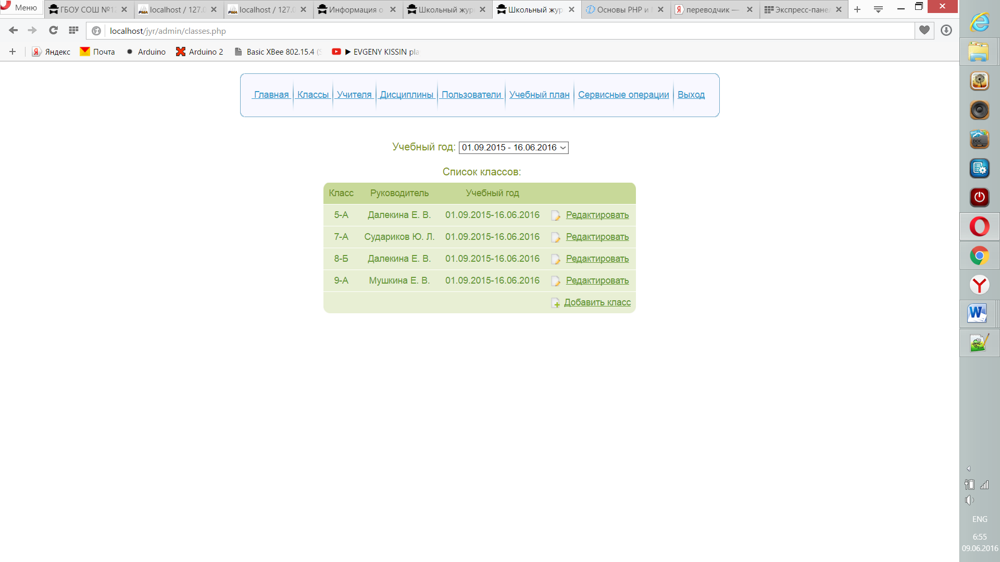 Меню
ГБОУ СОШ №12
localhost / 127.0
localhost / 127.0
Информация о
Школьный жур
Школьный жур
Основы PHP и
переводчик —
Экспресс-пане
localhost/jyr/admin/classes.php
Яндекс
Почта
Arduino
Arduino 2
Basic XBee 802.15.4 (S
▶ EVGENY KISSIN pla
Главная Классы Учителя Дисциплины Пользователи Учебный план Сервисные операции Выход
Учебный год: 01.09.2015 - 16.06.2016
Список классов:
Класс Руководитель Учебный год
5-А Далекина Е. В. 01.09.2015-16.06.2016 Редактировать
7-А Судариков Ю. Л. 01.09.2015-16.06.2016 Редактировать
8-Б Далекина Е. В. 01.09.2015-16.06.2016 Редактировать
9-А Мушкина Е. В. 01.09.2015-16.06.2016 Редактировать
Добавить класс
DOC
ENG
6:55
09.06.2016